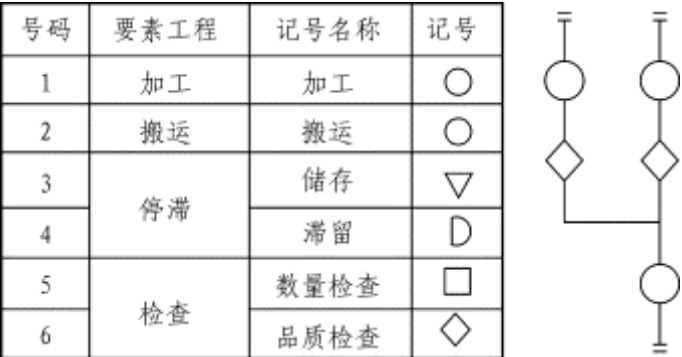 号码 要素工程 记号名称 记号
1 加工 加工
2 搬运 搬运
3 停滞 储存
4 滞留
5 检查 数量检查
6 品质检查